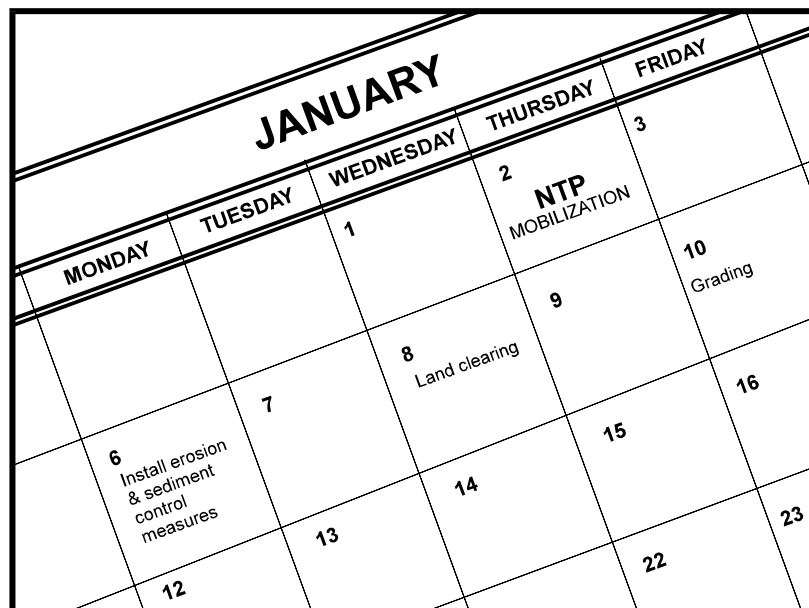 JANUARY
MONDAY
TUESDAY
WEDNESDAY
THURSDAY
FRIDAY
1
2
NTP
MOBILIZATION
3
6
Install erosion
& sediment
control
measures
7
8
Land clearing
9
10
Grading
12
13
14
15
16
22
23